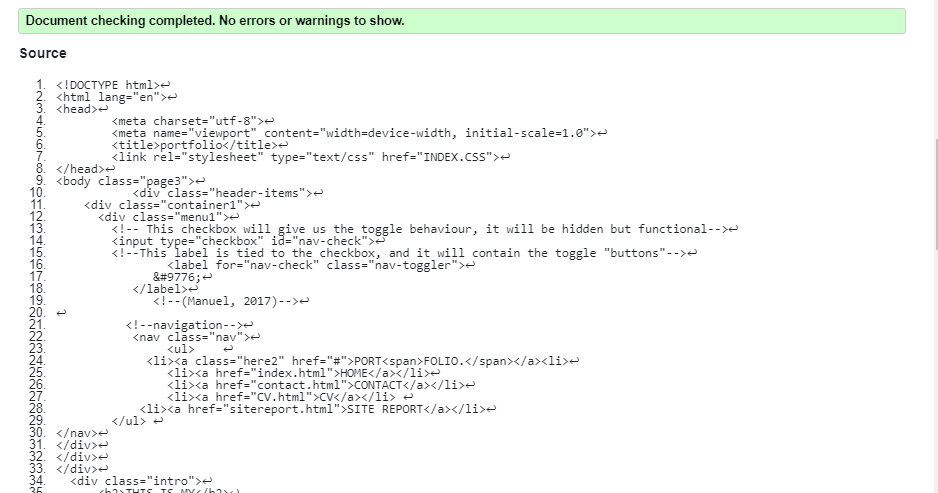 Document checking completed. No errors or warnings to show.
Source
1. <!DOCTYPE html>↩
2. <html lang="en">↩
3. <head>↩
4. <meta charset="utf-8">↩
5. <meta name="viewport" content="width=device-width, initial-scale=1.0">↩
6. <title>portfolio</title>↩
7. <link rel="stylesheet" type="text/css" href="INDEX.CSS">↩
8. </head>↩
9. <body class="page3">↩
10. <div class="header-items">↩
11. <div class="container1">↩
12. <div class="menu1">↩
13. <!-- This checkbox will give us the toggle behaviour, it will be hidden but functional-->↩
14. <input type="checkbox" id="nav-check">↩
15. <!--This label is tied to the checkbox, and it will contain the toggle "buttons"-->↩
16. <label for="nav-check" class="nav-toggler">↩
17. &#9776;↩
18. </label>↩
19. <!--(Manuel, 2017)-->↩
20. ↩
21. <!--navigation-->↩
22. <nav class="nav">↩
23. <ul> ↩
24. <li><a class="here2" href="#">PORT<span>FOLIO.</span></a><li>↩
25. <li><a href="index.html">HOME</a></li>↩
26. <li><a href="contact.html">CONTACT</a></li>↩
27. <li><a href="CV.html">CV</a></li> ↩
28. <li><a href="sitereport.html">SITE REPORT</a></li>↩
29. </ul> ↩
30. </nav>↩
31. </div>↩
32. </div>↩
33. </div>↩
34. <div class="intro">↩
35. <h2>THIS IS MY</h2>↩